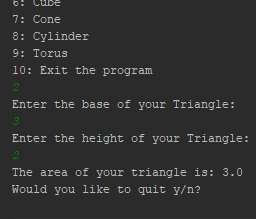 6: Cube
7: Cone
8: Cylinder
9: Torus
10: Exit the program
2
Enter the base of your Triangle:
3
Enter the height of your Triangle:
2
The area of your triangle is: 3.0
Would you like to quit y/n?